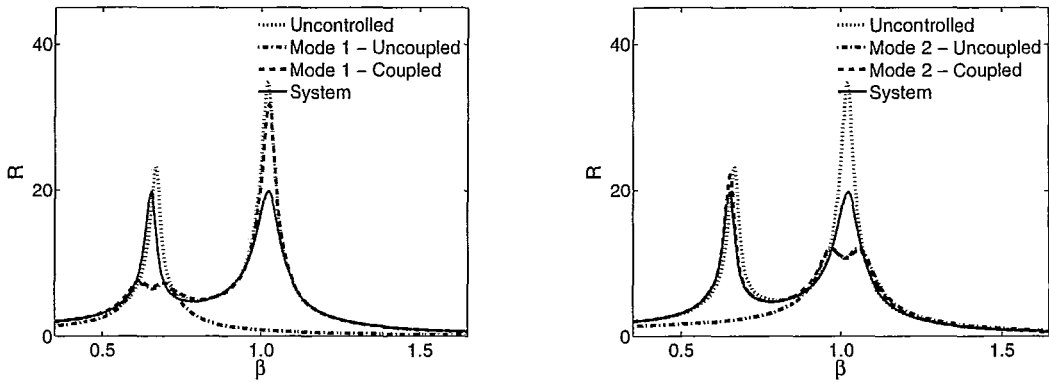 40
Uncontrolled
Mode 1 – Uncoupled
Mode 1 – Coupled
System
R
20
0
0.5
1.0
1.5
β
40
Uncontrolled
Mode 2 – Uncoupled
Mode 2 – Coupled
System
R
20
0
0.5
1.0
1.5
β